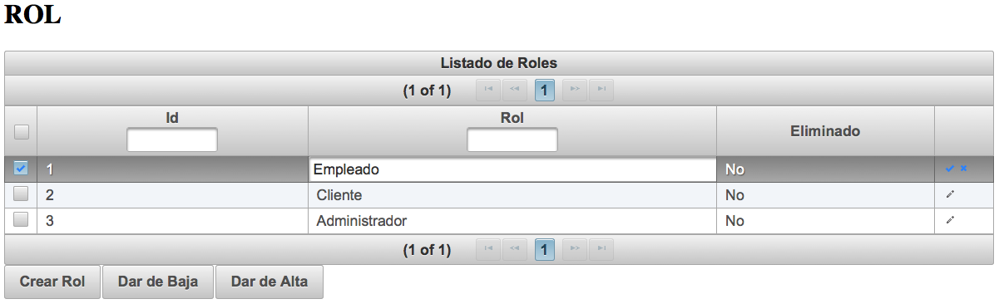 ROL
Listado de Roles
(1 of 1) 1
Id Rol Eliminado
1 Empleado No
2 Cliente No
3 Administrador No
(1 of 1) 1
Crear Rol Dar de Baja Dar de Alta